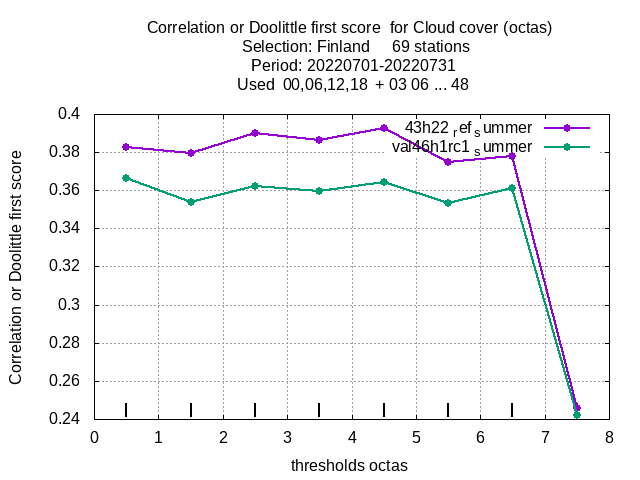 Correlation or Doolittle first score  for Cloud cover (octas)
Selection: Finland     69 stations
Period: 20220701-20220731
Used  00,06,12,18  + 03 06 ... 48
0.4
43h22 ref summer
0.38
val46h1rc1 summer
0.36
0.34
0.32
0.3
0.28
0.26
0.24
0 1 2 3 4 5 6 7 8
Correlation or Doolittle first score
thresholds octas